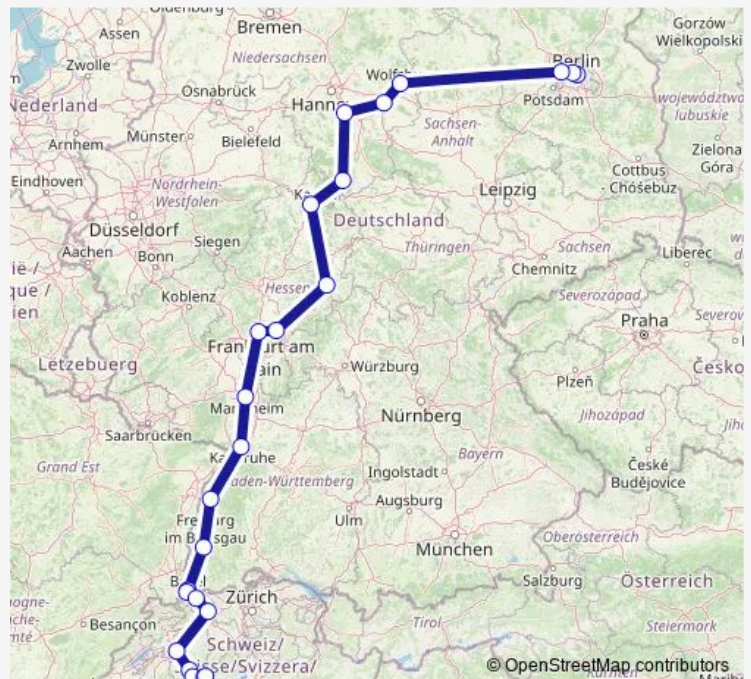 Oldenburg
Assen
Bremen
Gorzów
Wielkopolski
Zwolle
Niedersachsen
Berlin
Osnabrück
Potsdam
Nederland
województwo
lubuskie
Münster
Bielefeld
Sachsen-
Anhalt
Arnhem
Zielona
Góra
Eindhoven
Nordrhein-
Westfalen
Cottbus
- Chóśebuz
Leipzig
Düsseldorf
Deutschland
Siegen
Thüringen
Sachsen
Liberec
Aachen
Bonn
Chemnitz
Koblenz
Hessen
Severozápad
Praha
Frankfurt am
Main
Lëtzebuerg
Würzburg
Plzeň
Česko
Mannheim
Nürnberg
Jihozápad
Saarbrücken
Karlsruhe
Bayern
České
Budějovice
Grand Est
Baden-Württemberg
Ingolstadt
Augsburg
Freiburg
im Breisgau
Ulm
München
Oberösterreich
Basel
Zürich
Salzburg
Österreich
Besançon
Tirol
Steiermark
Schweiz/
Suisse/Svizzera/
Kärnten
© OpenStreetMap contributors